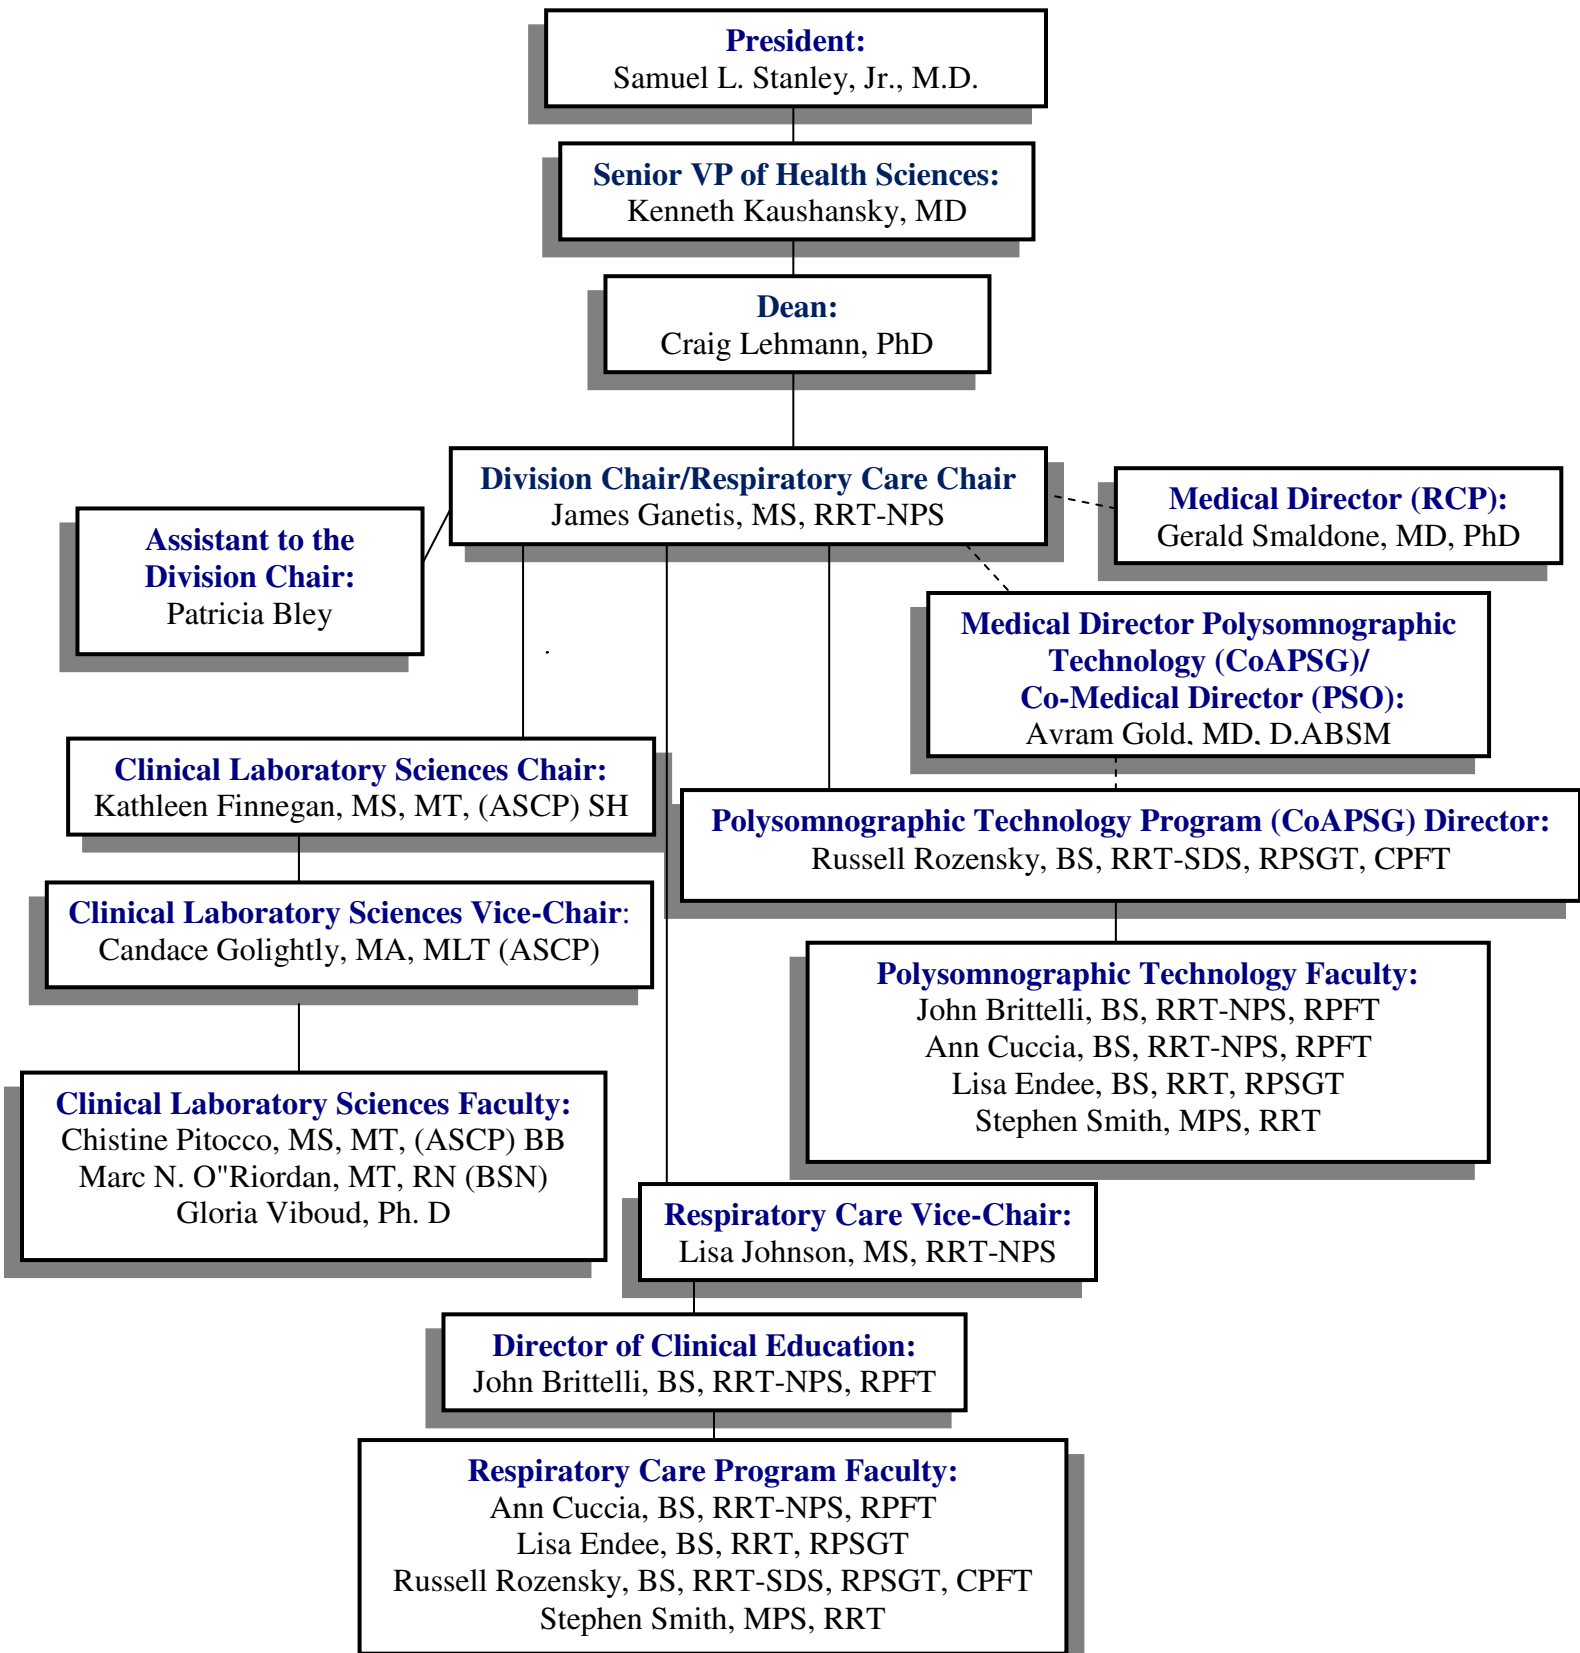 President:
Samuel L. Stanley, Jr., M.D.
Senior VP of Health Sciences:
Kenneth Kaushansky, MD
Dean:
Craig Lehmann, PhD
Division Chair/Respiratory Care Chair
James Ganetis, MS, RRT-NPS
Medical Director (RCP):
Gerald Smaldone, MD, PhD
Assistant to the
Division Chair:
Patricia Bley
Medical Director Polysomnographic
Technology (CoAPSG)/
Co-Medical Director (PSO):
Avram Gold, MD, D.ABSM
Clinical Laboratory Sciences Chair:
Kathleen Finnegan, MS, MT, (ASCP) SH
Polysomnographic Technology Program (CoAPSG) Director:
Russell Rozensky, BS, RRT-SDS, RPSGT, CPFT
Clinical Laboratory Sciences Vice-Chair:
Candace Golightly, MA, MLT (ASCP)
Polysomnographic Technology Faculty:
John Brittelli, BS, RRT-NPS, RPFT
Ann Cuccia, BS, RRT-NPS, RPFT
Lisa Endee, BS, RRT, RPSGT
Stephen Smith, MPS, RRT
Clinical Laboratory Sciences Faculty:
Chistine Pitocco, MS, MT, (ASCP) BB
Marc N. O"Riordan, MT, RN (BSN)
Gloria Viboud, Ph. D
Respiratory Care Vice-Chair:
Lisa Johnson, MS, RRT-NPS
Director of Clinical Education:
John Brittelli, BS, RRT-NPS, RPFT
Respiratory Care Program Faculty:
Ann Cuccia, BS, RRT-NPS, RPFT
Lisa Endee, BS, RRT, RPSGT
Russell Rozensky, BS, RRT-SDS, RPSGT, CPFT
Stephen Smith, MPS, RRT